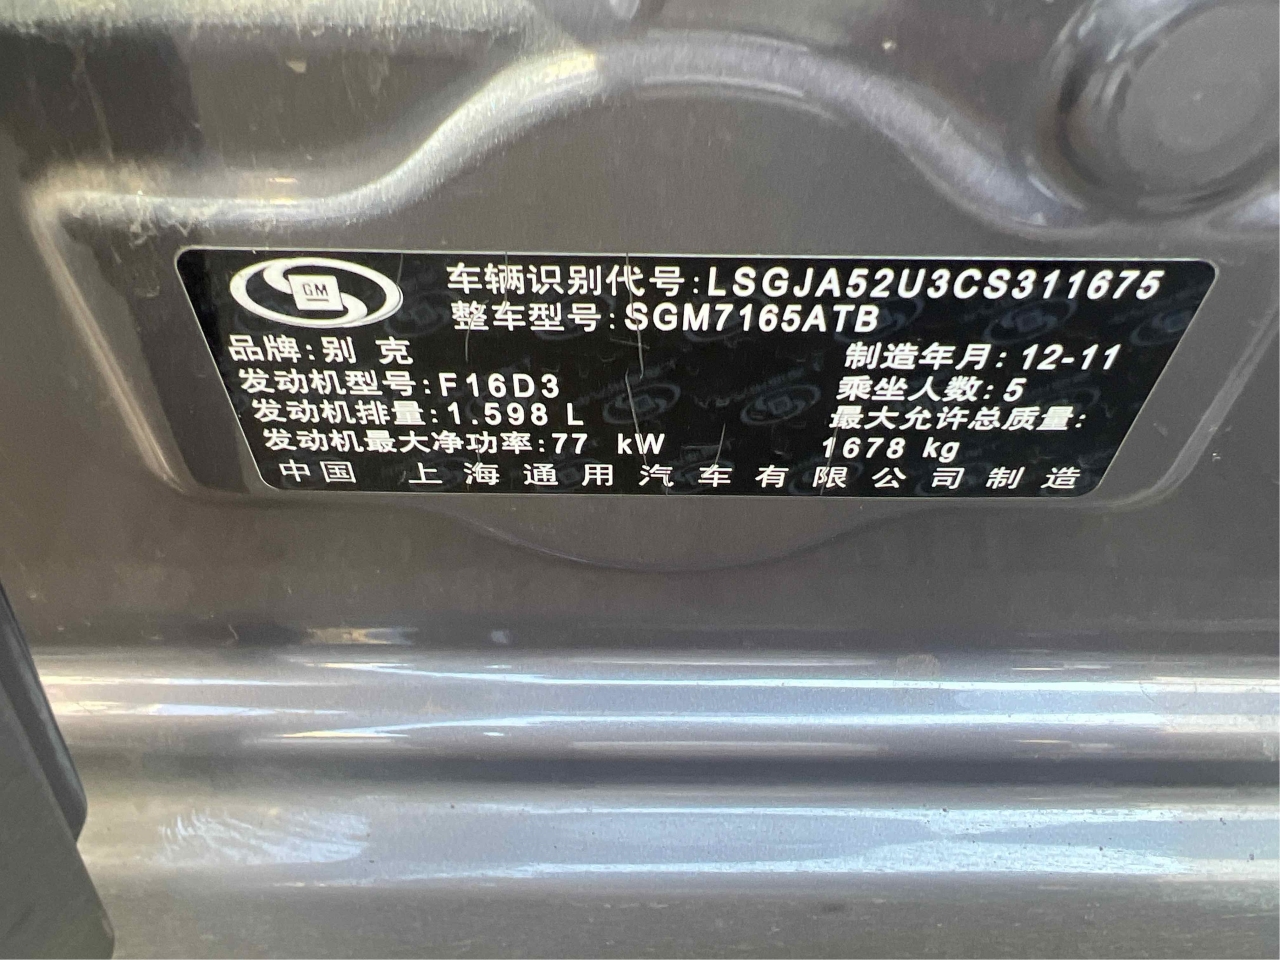 GM
车辆识别代号:LSGJA52U3CS311675
整车型号:SGM7165ATB
品牌:别 克
制造年月:12-11
发动机型号:F16D3
乘坐人数:5
发动机排量:1.598 L
最大允许总质量:
发动机最大净功率:77 kW
1678 kg
中国 上海通用汽车有限公司制造